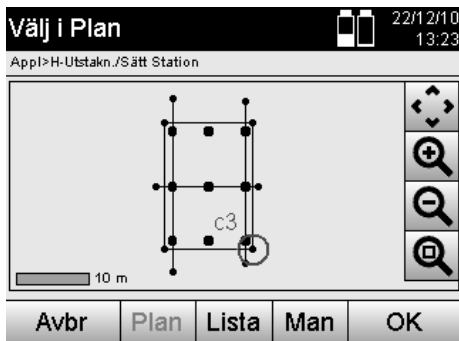 Välj i Plan
22/12/10
13:23
Appl>H-Utstakn./Sätt Station
c3
10 m
Avbr Plan Lista Man OK